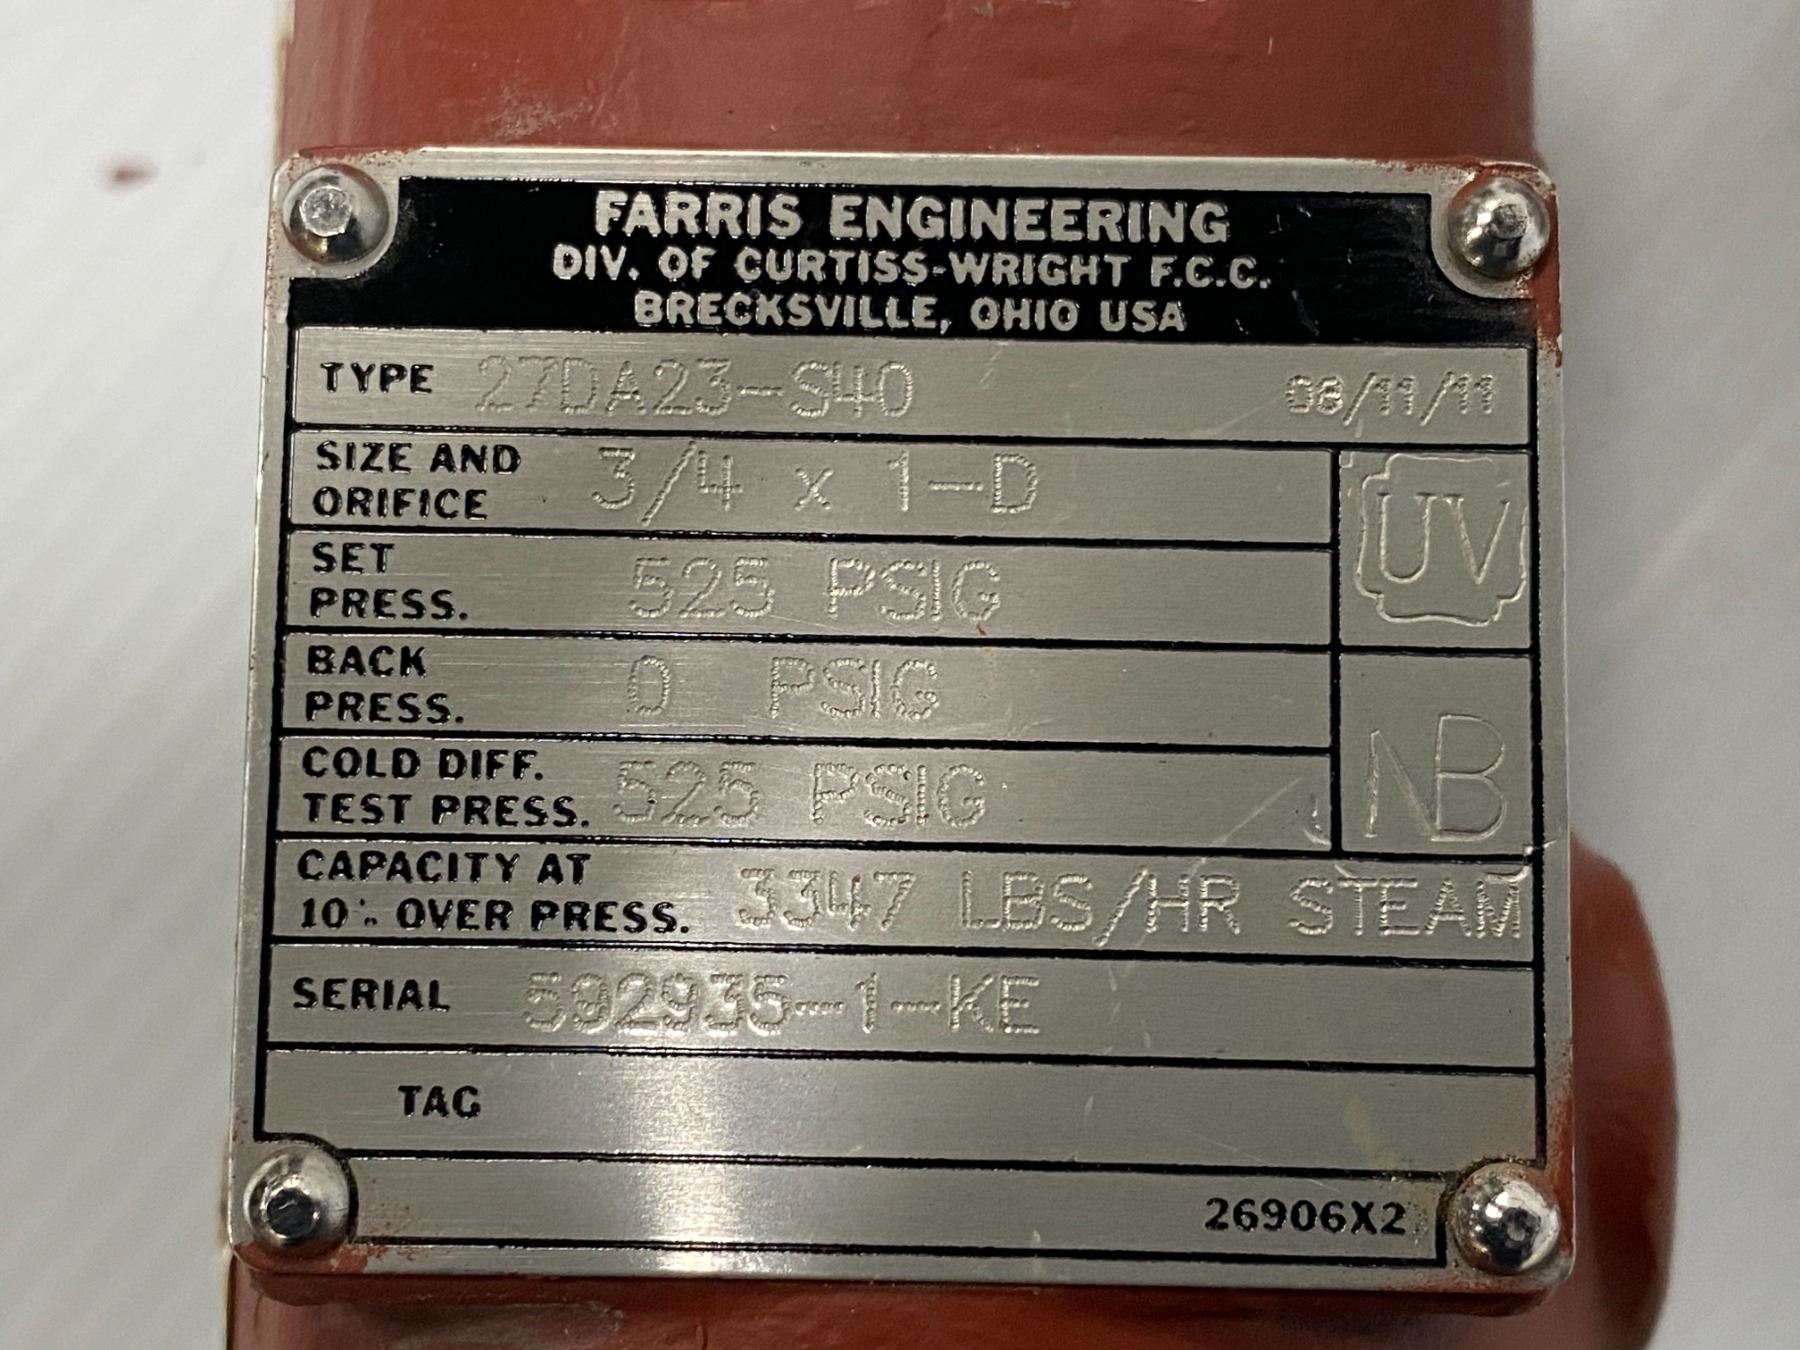 FARRIS ENGINEERING
DIV. OF CURTISS-WRIGHT F.C.C.
BRECKSVILLE, OHIO USA
TYPE 27DA23-S40 08/11/11
SIZE AND ORIFICE 3/4 x 1-D
UV
SET PRESS. 525 PSIG
BACK PRESS. 0 PSIG
NB
COLD DIFF. TEST PRESS. 525 PSIG
CAPACITY AT 10% OVER PRESS. 3347 LBS/HR STEAM
SERIAL 592935-1-KE
TAG
26906X2